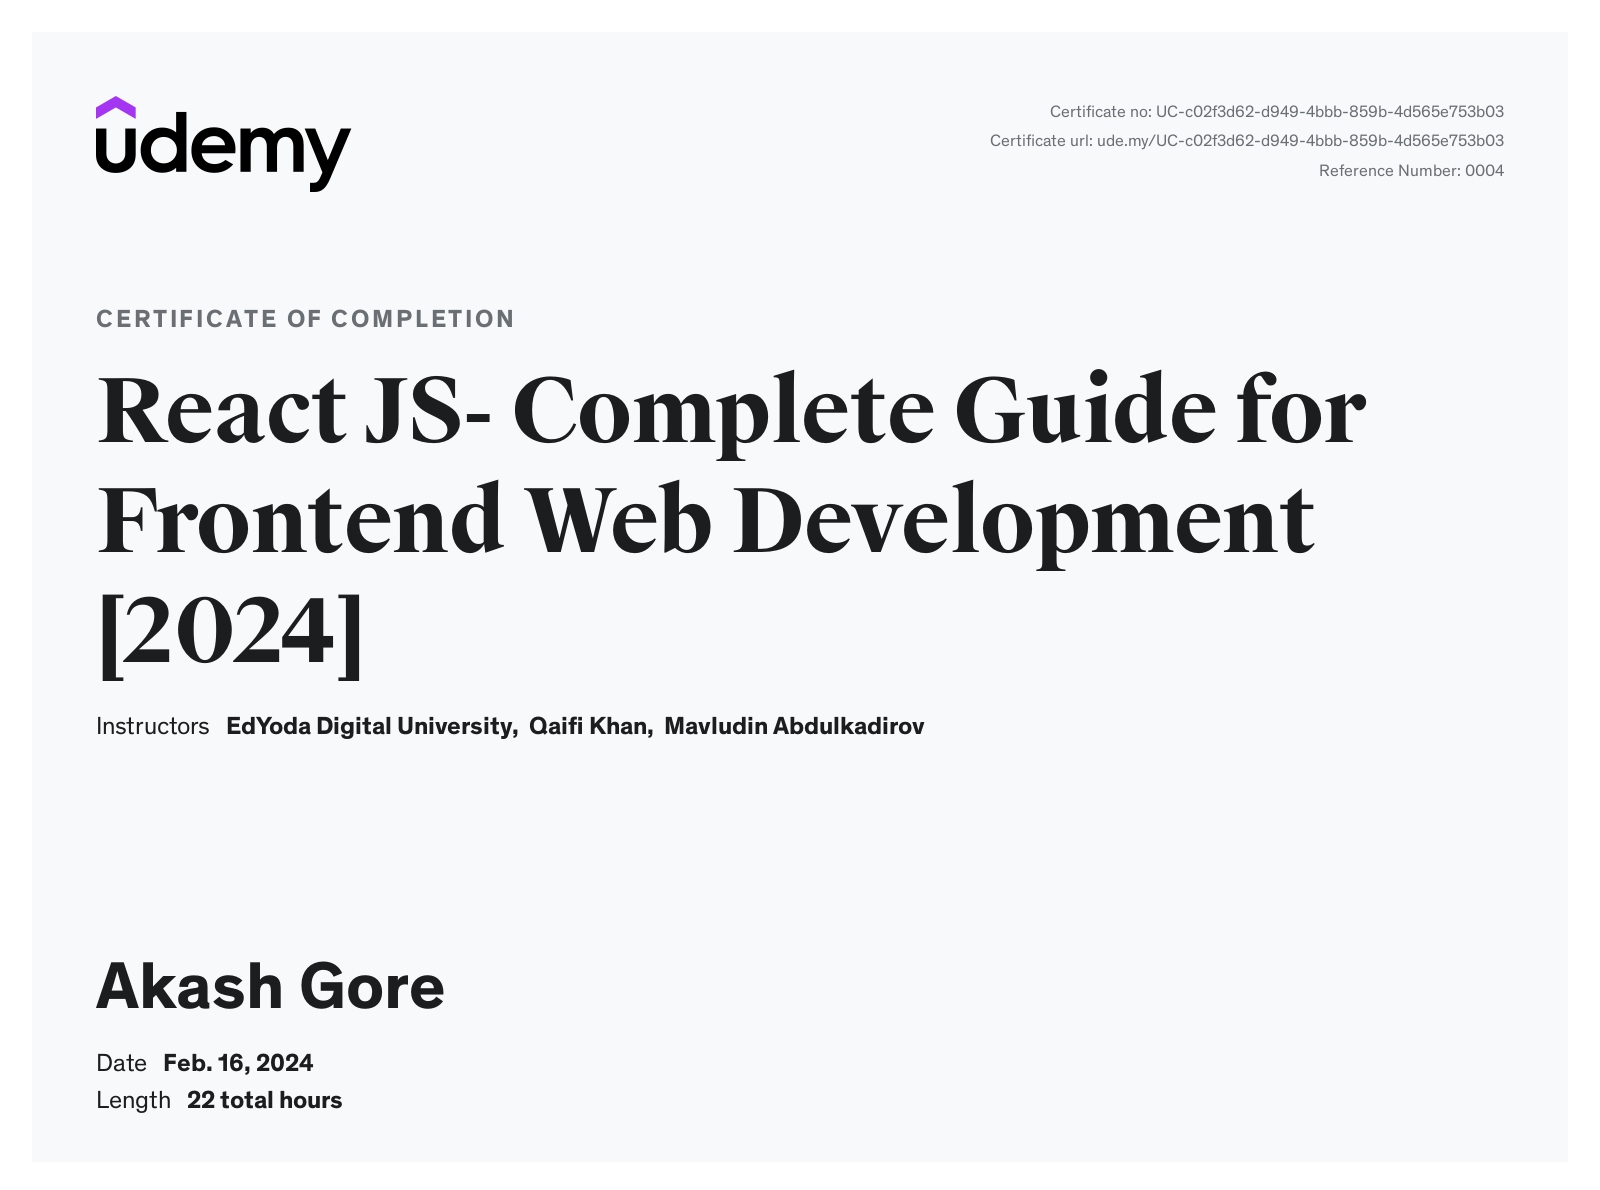 udemy
Certificate no: UC-c02f3d62-d949-4bbb-859b-4d565e753b03
Certificate url: ude.my/UC-c02f3d62-d949-4bbb-859b-4d565e753b03
Reference Number: 0004
CERTIFICATE OF COMPLETION
React JS- Complete Guide for
Frontend Web Development
[2024]
Instructors EdYoda Digital University, Qaifi Khan, Mavludin Abdulkadirov
Akash Gore
Date Feb. 16, 2024
Length 22 total hours